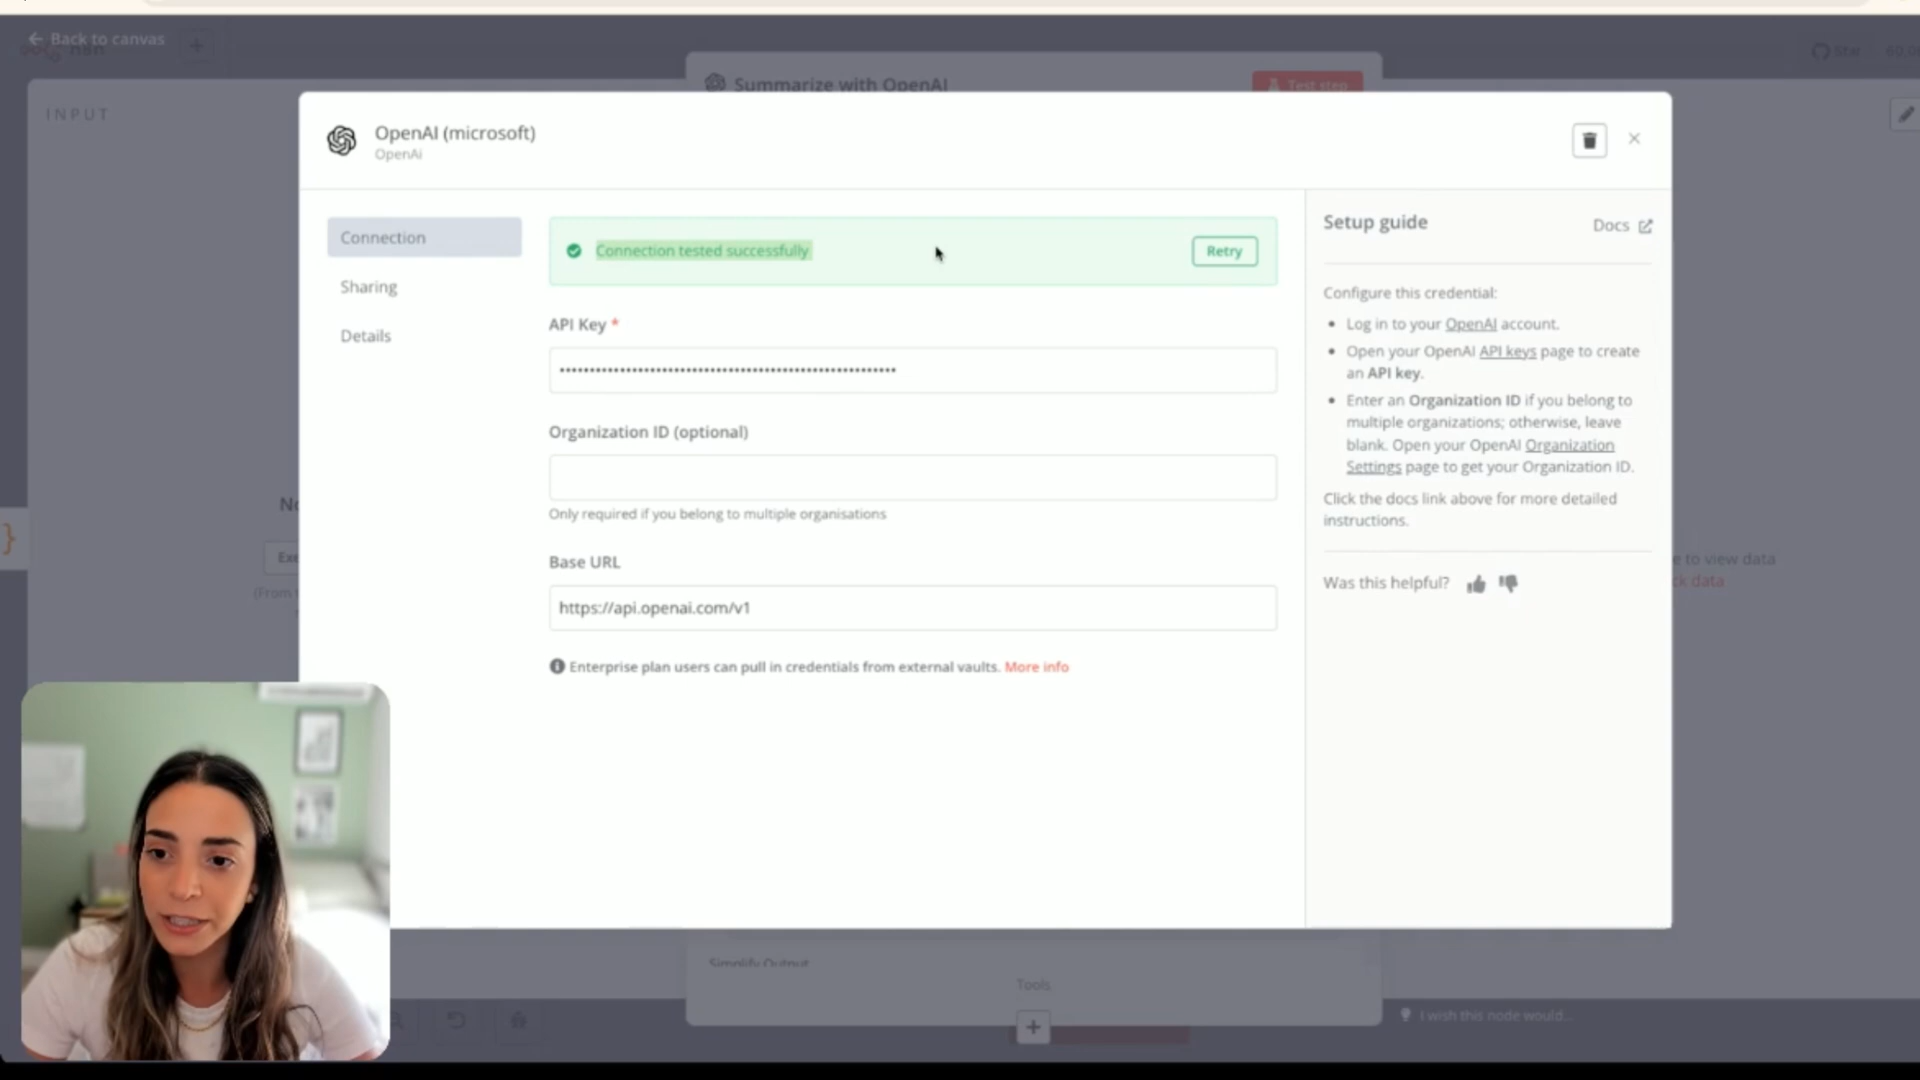 Back to canvas
Star
Summarize with OpenAI
Test step
INPUT
OpenAI (microsoft)
OpenAi
Connection
Sharing
Details
Connection tested successfully
Retry
API Key *
••••••••••••••••••••••••••••••••••••••••••••••••••••••••
Organization ID (optional)
Only required if you belong to multiple organisations
Base URL
https://api.openai.com/v1
Enterprise plan users can pull in credentials from external vaults. More info
Setup guide
Docs
Configure this credential:
• Log in to your OpenAI account.
• Open your OpenAI API keys page to create
an API key.
• Enter an Organization ID if you belong to
multiple organizations; otherwise, leave
blank. Open your OpenAI Organization
Settings page to get your Organization ID.
Click the docs link above for more detailed
instructions.
Was this helpful?
to view data
data
Simplify Output
Tools
I wish this node would...